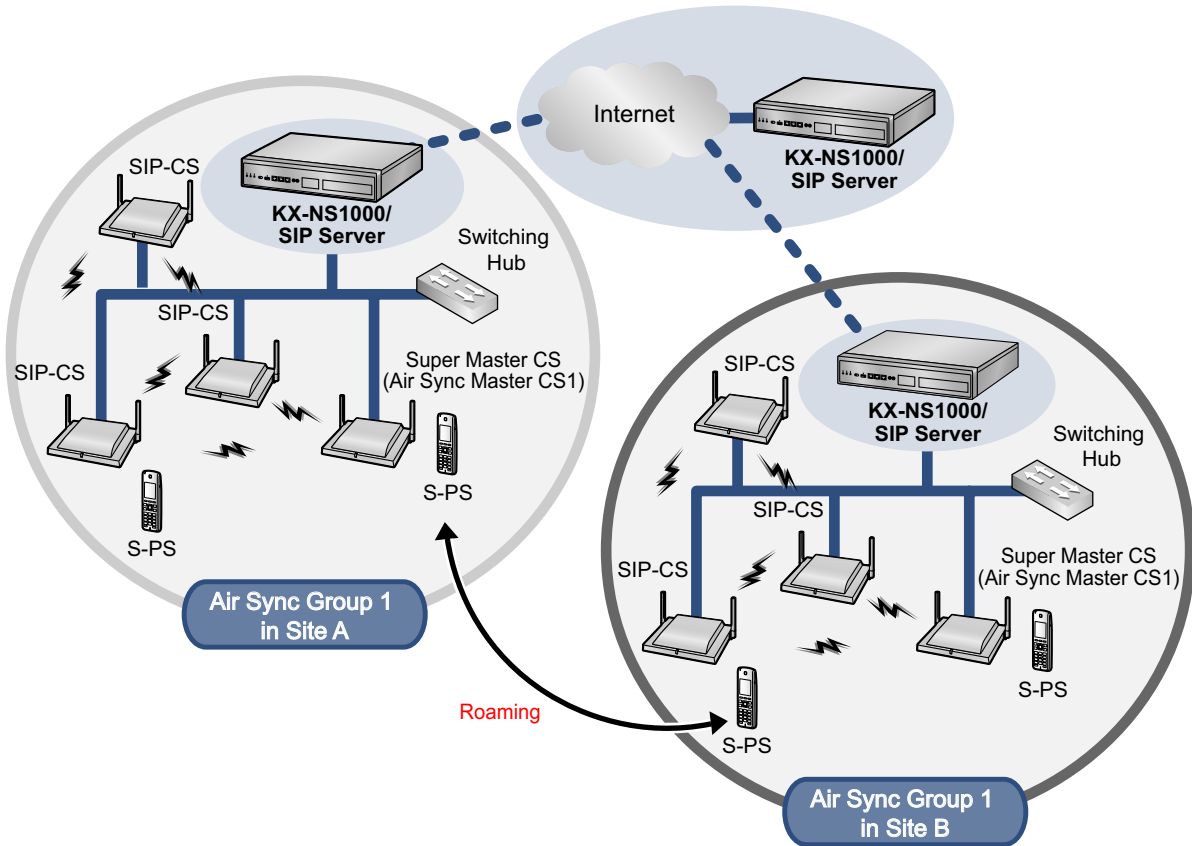 Internet
KX-NS1000/
SIP Server
SIP-CS
KX-NS1000/
SIP Server
Switching
Hub
SIP-CS
SIP-CS
Super Master CS
(Air Sync Master CS1)
S-PS
S-PS
Air Sync Group 1
in Site A
Roaming
SIP-CS
KX-NS1000/
SIP Server
Switching
Hub
SIP-CS
SIP-CS
Super Master CS
(Air Sync Master CS1)
S-PS
S-PS
Air Sync Group 1
in Site B